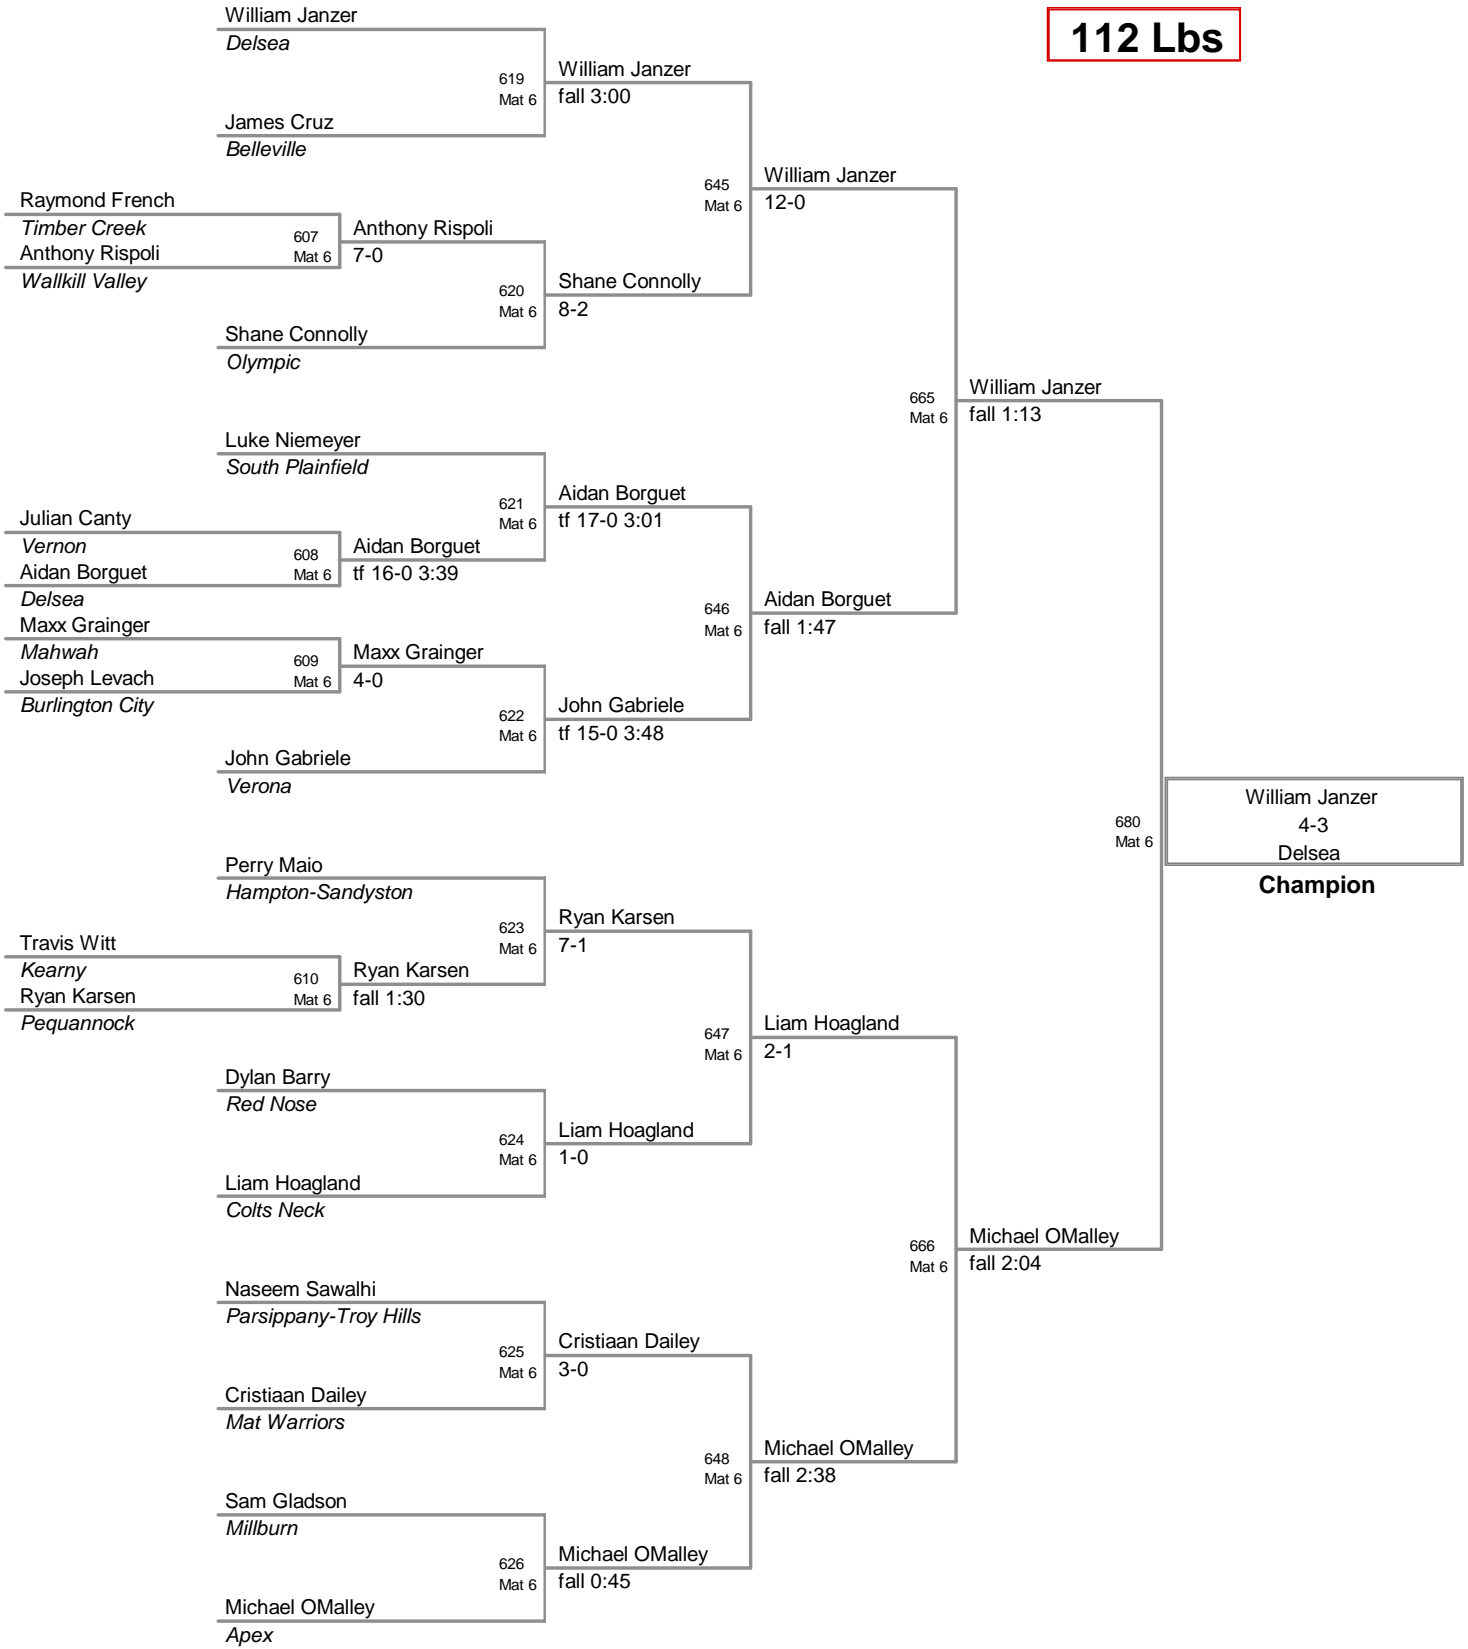 William Janzer
112 Lbs
Delsea
619
Mat 6
William Janzer
fall 3:00
James Cruz
Belleville
645
Mat 6
William Janzer
12-0
Raymond French
Timber Creek
607
Mat 6
Anthony Rispoli
7-0
Anthony Rispoli
Wallkill Valley
620
Mat 6
Shane Connolly
8-2
Shane Connolly
Olympic
665
Mat 6
William Janzer
fall 1:13
Luke Niemeyer
South Plainfield
621
Mat 6
Aidan Borguet
tf 17-0 3:01
Julian Canty
Vernon
608
Mat 6
Aidan Borguet
tf 16-0 3:39
Aidan Borguet
Delsea
646
Mat 6
Aidan Borguet
fall 1:47
Maxx Grainger
Mahwah
609
Mat 6
Maxx Grainger
4-0
Joseph Levach
Burlington City
622
Mat 6
John Gabriele
tf 15-0 3:48
John Gabriele
Verona
680
Mat 6
William Janzer
4-3
Delsea
Champion
Perry Maio
Hampton-Sandyston
623
Mat 6
Ryan Karsen
7-1
Travis Witt
Kearny
610
Mat 6
Ryan Karsen
fall 1:30
Ryan Karsen
Pequannock
647
Mat 6
Liam Hoagland
2-1
Dylan Barry
Red Nose
624
Mat 6
Liam Hoagland
1-0
Liam Hoagland
Colts Neck
666
Mat 6
Michael OMalley
fall 2:04
Naseem Sawalhi
Parsippany-Troy Hills
625
Mat 6
Cristiaan Dailey
3-0
Cristiaan Dailey
Mat Warriors
648
Mat 6
Michael OMalley
fall 2:38
Sam Gladson
Millburn
626
Mat 6
Michael OMalley
fall 0:45
Michael OMalley
Apex